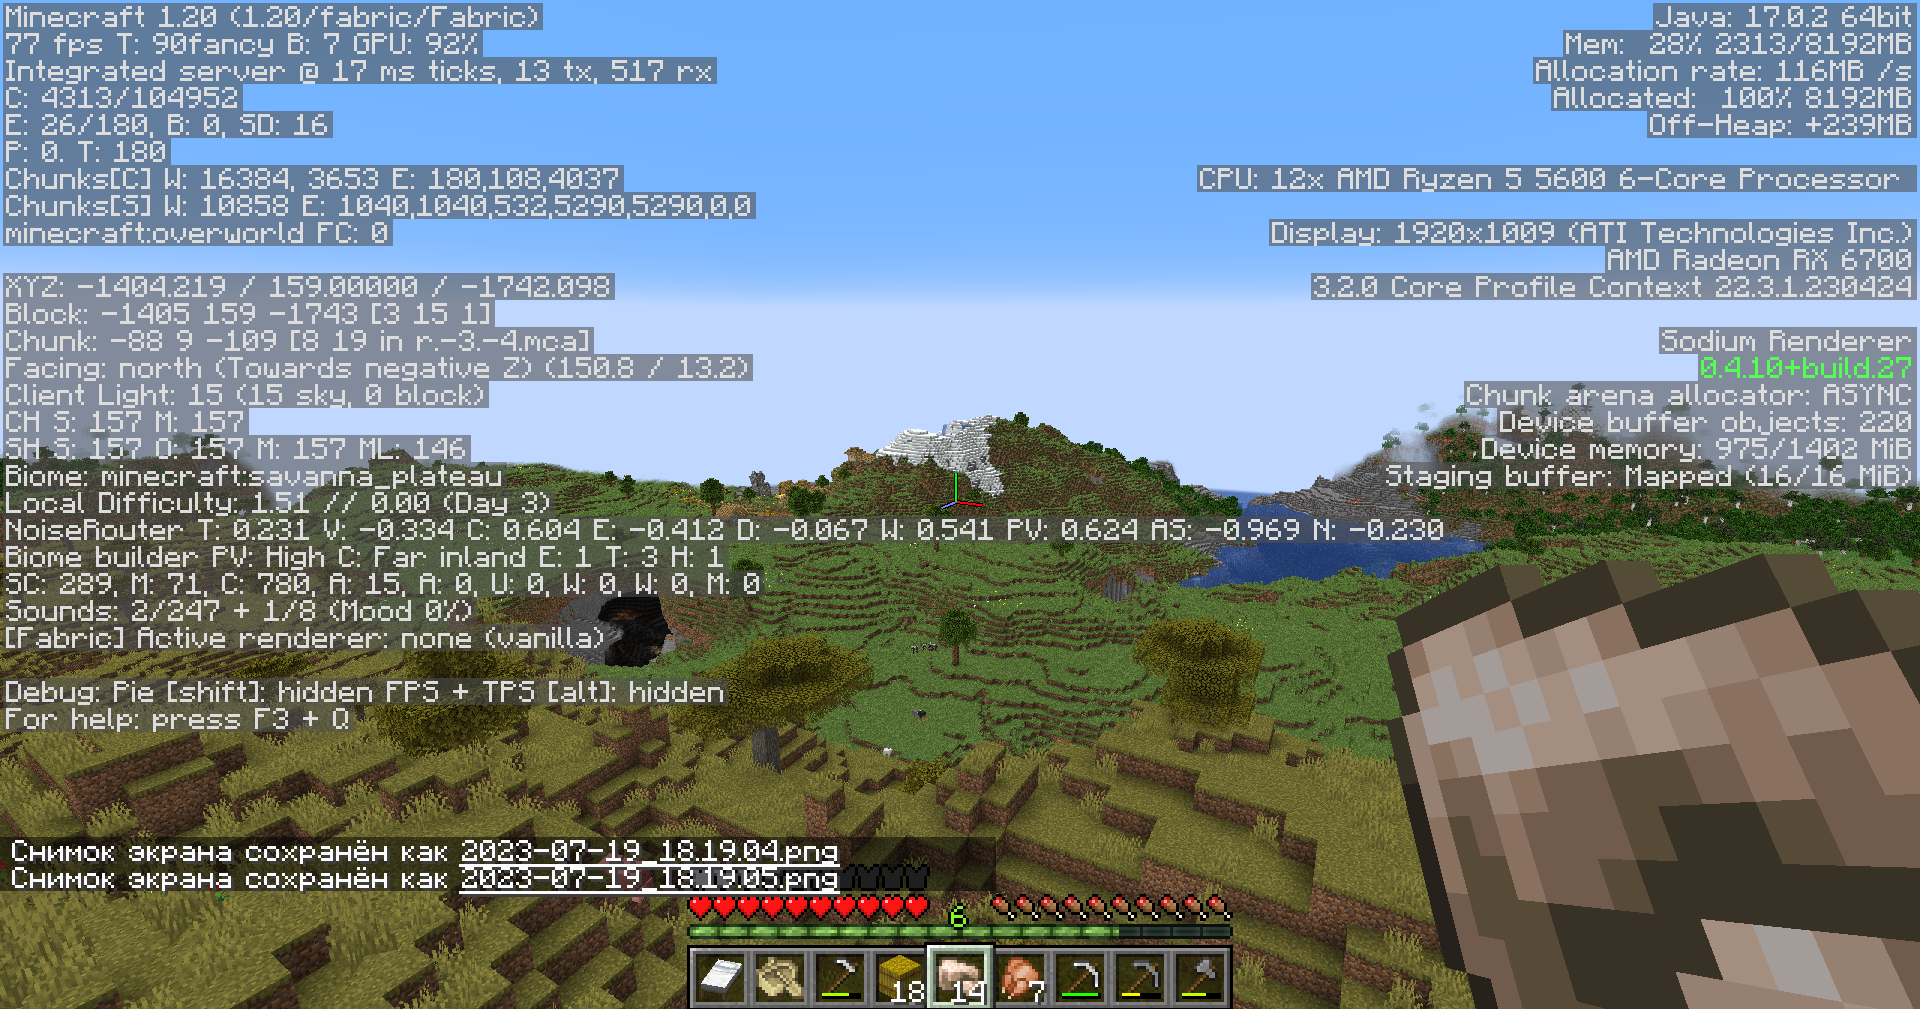 Minecraft 1.20 (1.20/fabric/Fabric)
77 fps T: 90fancy B: 7 GPU: 92%
Integrated server @ 17 ms ticks, 13 tx, 517 rx
C: 4313/104952
E: 26/180, B: 0, SD: 16
P: 0. T: 180
Chunks[C] W: 16384, 3653 E: 180,108,4037
Chunks[S] W: 10858 E: 1040,1040,532,5290,5290,0,0
minecraft:overworld FC: 0
XYZ: -1404.219 / 159.00000 / -1742.098
Block: -1405 159 -1743 [3 15 1]
Chunk: -88 9 -109 [8 19 in r.-3.-4.mca]
Facing: north (Towards negative Z) (150.8 / 13.2)
Client Light: 15 (15 sky, 0 block)
CH S: 157 M: 157
SH S: 157 O: 157 M: 157 ML: 146
Biome: minecraft:savanna_plateau
Local Difficulty: 1.51 // 0.00 (Day 3)
NoiseRouter T: 0.231 V: -0.334 C: 0.604 E: -0.412 D: -0.067 W: 0.541 PV: 0.624 AS: -0.969 N: -0.230
Biome builder PV: High C: Far inland E: 1 T: 3 H: 1
SC: 289, M: 71, C: 780, A: 15, A: 0, U: 0, W: 0, W: 0, M: 0
Sounds: 2/247 + 1/8 (Mood 0%)
[Fabric] Active renderer: none (vanilla)
Debug: Pie [shift]: hidden FPS + TPS [alt]: hidden
For help: press F3 + Q
Java: 17.0.2 64bit
Mem: 28% 2313/8192MB
Allocation rate: 116MB /s
Allocated: 100% 8192MB
Off-Heap: +239MB
CPU: 12x AMD Ryzen 5 5600 6-Core Processor
Display: 1920x1009 (ATI Technologies Inc.)
AMD Radeon RX 6700
3.2.0 Core Profile Context 22.3.1.230424
Sodium Renderer
0.4.10+build.27
Chunk arena allocator: ASYNC
Device buffer objects: 220
Device memory: 975/1402 MiB
Staging buffer: Mapped (16/16 MiB)
Снимок экрана сохранён как 2023-07-19_18.19.04.png
Снимок экрана сохранён как 2023-07-19_18.19.05.png
6
18
14
7